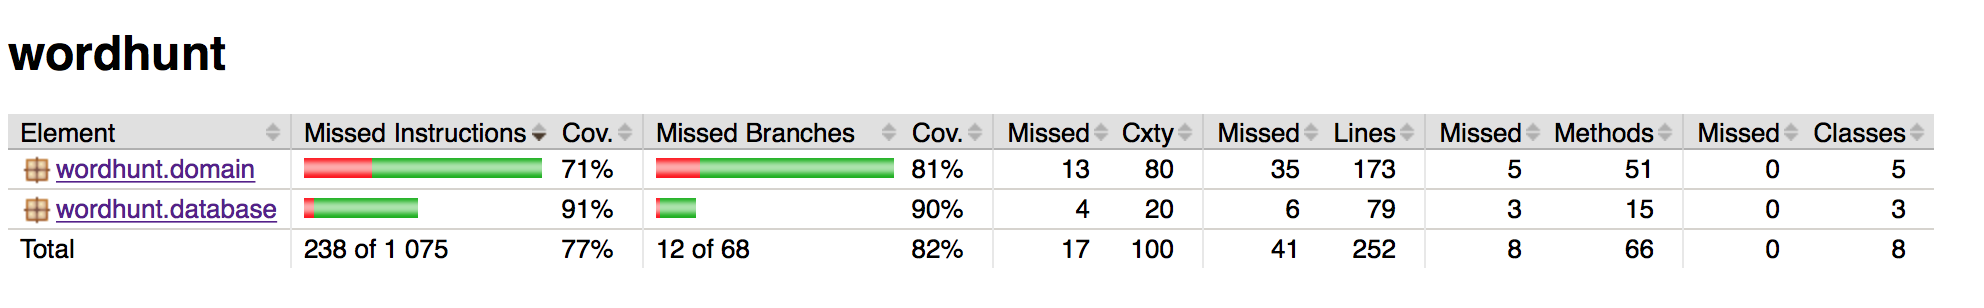 wordhunt
Element Missed Instructions Cov. Missed Branches Cov. Missed Cxty Missed Lines Missed Methods Missed Classes
wordhunt.domain 71% 81% 13 80 35 173 5 51 0 5
wordhunt.database 91% 90% 4 20 6 79 3 15 0 3
Total 238 of 1 075 77% 12 of 68 82% 17 100 41 252 8 66 0 8